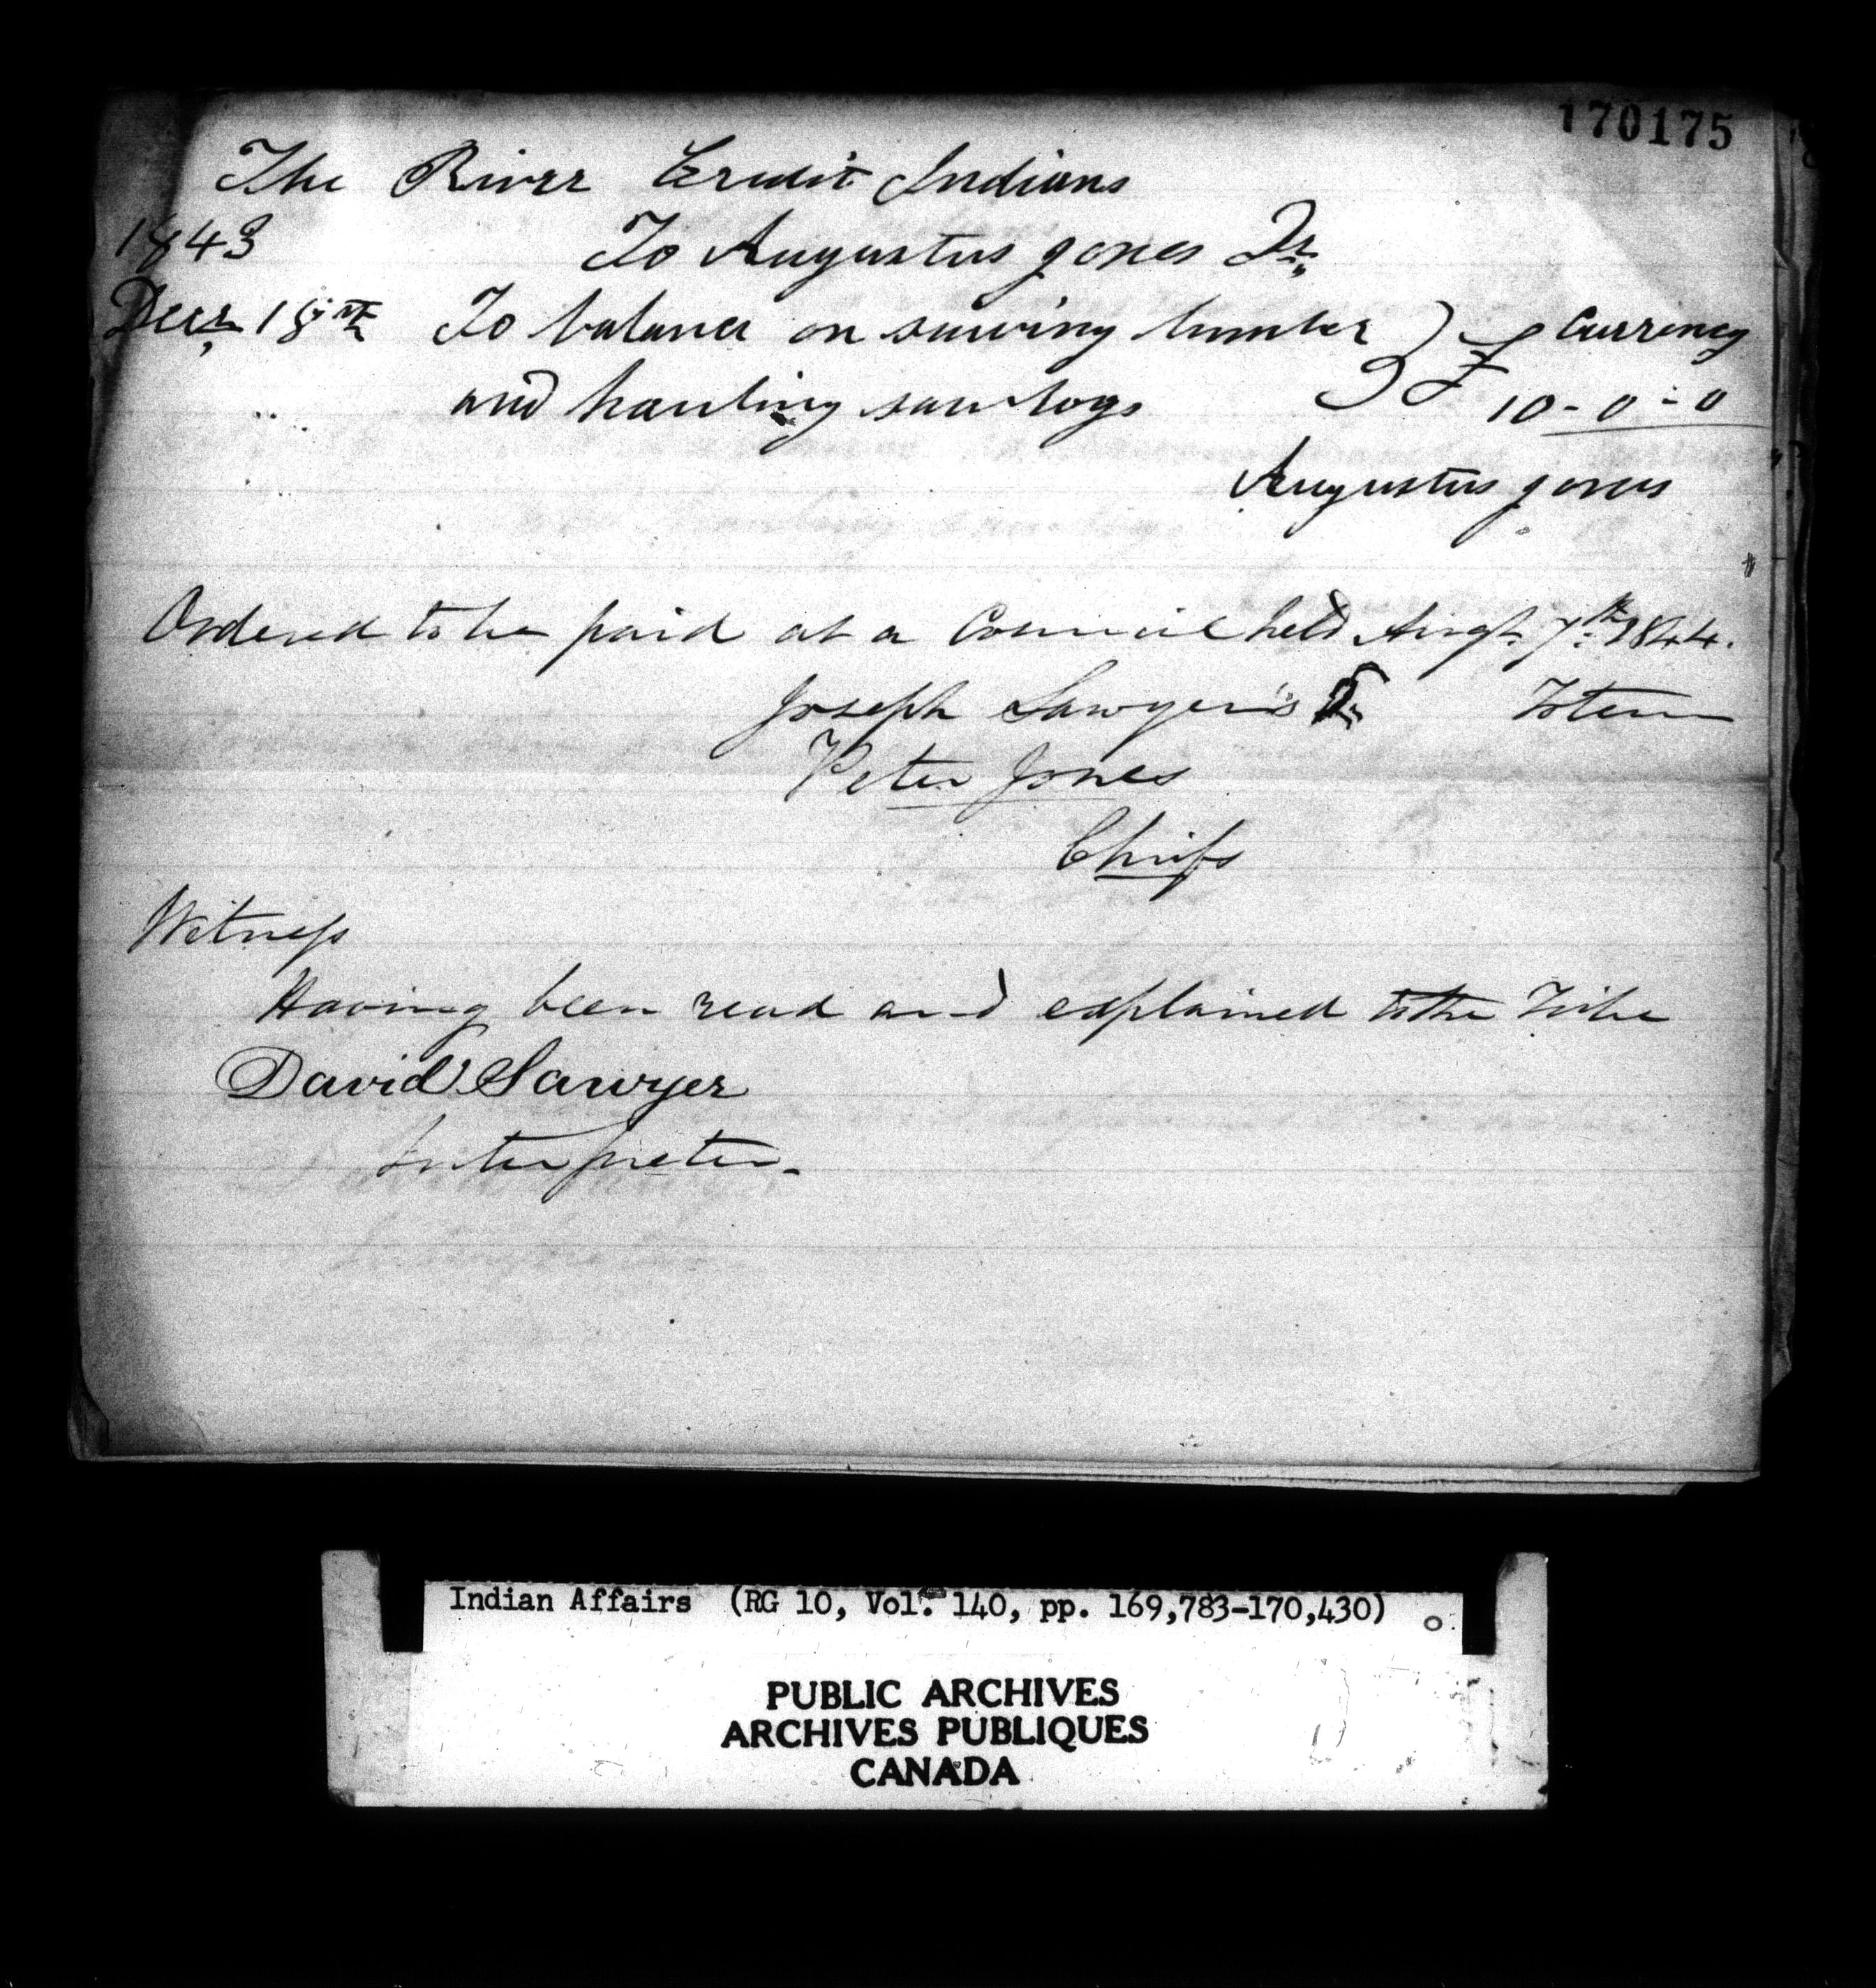 170175
The River Credit Indians
1843 To Augustus Jones Dr.
Decr. 18th To balance on sawing lumber } £ Currency
and hauling saw logs 10-0-0
Augustus Jones
Ordered to be paid at a Council held Augt. 7th 1844.
Joseph Sawyer's Totem
Peter Jones
Chiefs
Witness
Having been read and explained to the Tribe
David Sawyer
Interpreter.
Indian Affairs (RG 10, Vol. 140, pp. 169,783-170,430)
PUBLIC ARCHIVES
ARCHIVES PUBLIQUES
CANADA